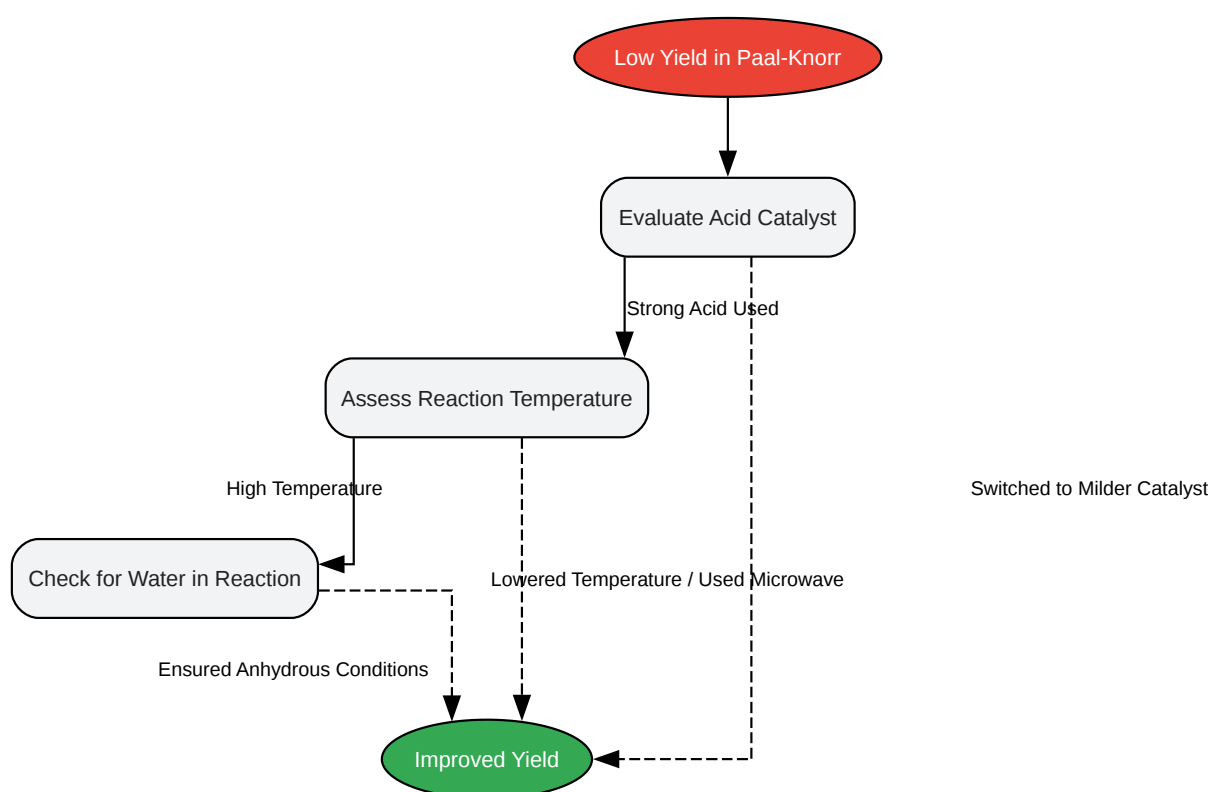 Low Yield in Paal-Knorr
Evaluate Acid Catalyst
Strong Acid Used
Assess Reaction Temperature
High Temperature
Switched to Milder Catalyst
Check for Water in Reaction
Lowered Temperature / Used Microwave
Ensured Anhydrous Conditions
Improved Yield